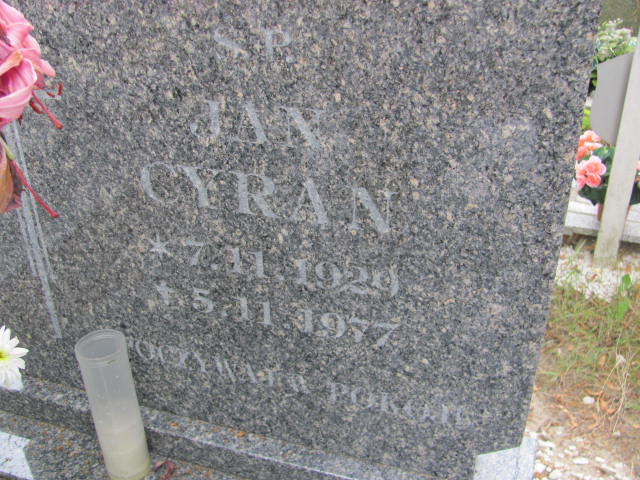 Ś.P.
JAN
CYRAN
* 7.11.1929
+ 5.11.1977
SPOCZYWAJ W POKOJU